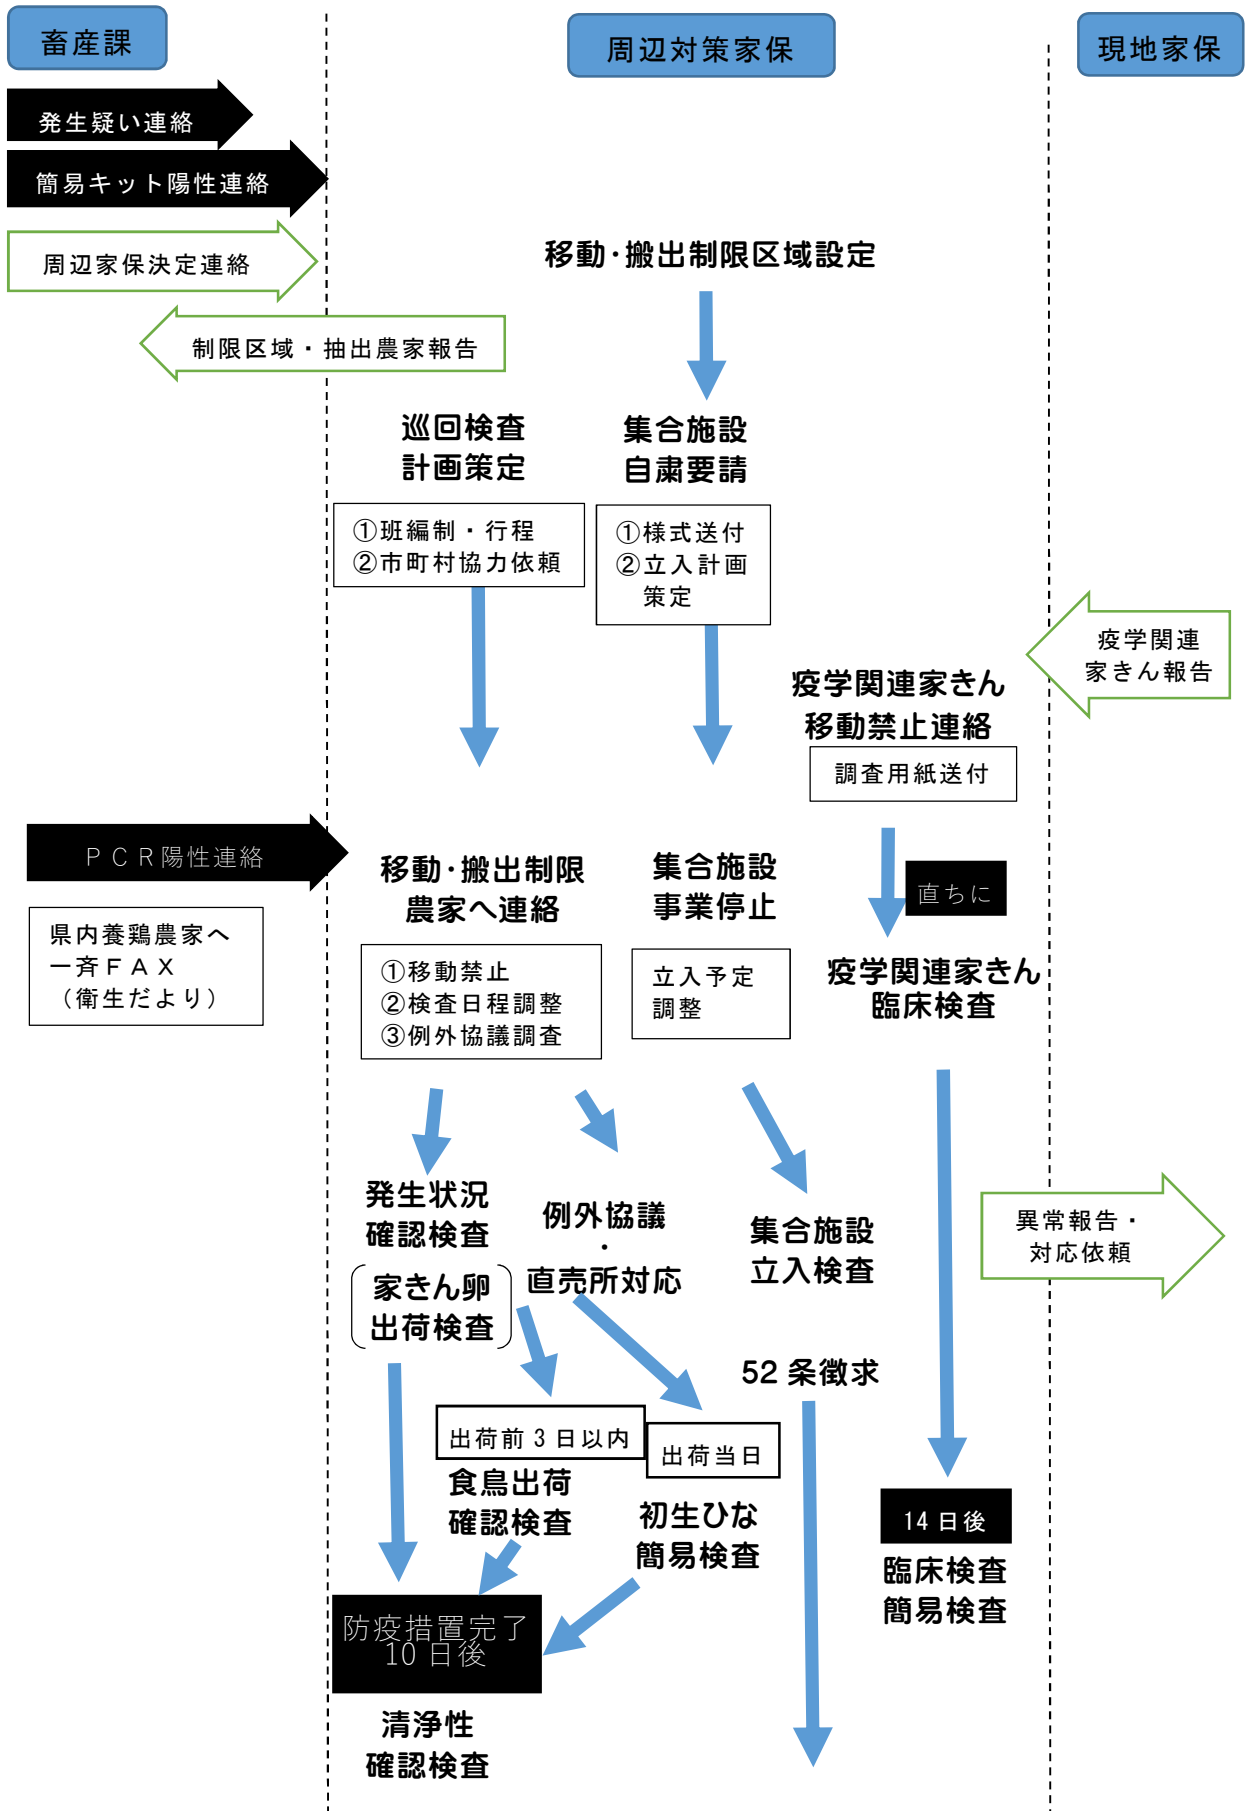 畜産課
周辺対策家保
現地家保
発生疑い連絡
簡易キット陽性連絡
周辺家保決定連絡
移動･搬出制限区域設定
制限区域・抽出農家報告
巡回検査
計画策定
①班編制・行程
②市町村協力依頼
集合施設
自粛要請
①様式送付
②立入計画
策定
疫学関連
家きん報告
疫学関連家きん
移動禁止連絡
調査用紙送付
ＰＣＲ陽性連絡
県内養鶏農家へ
一斉ＦＡＸ
（衛生だより）
移動･搬出制限
農家へ連絡
①移動禁止
②検査日程調整
③例外協議調査
集合施設
事業停止
立入予定
調整
直ちに
疫学関連家きん
臨床検査
発生状況
確認検査
家きん卵
出荷検査
例外協議
・
直売所対応
集合施設
立入検査
異常報告・
対応依頼
52 条徴求
出荷前 3 日以内
食鳥出荷
確認検査
出荷当日
初生ひな
簡易検査
14 日後
臨床検査
簡易検査
防疫措置完了
10 日後
清浄性
確認検査